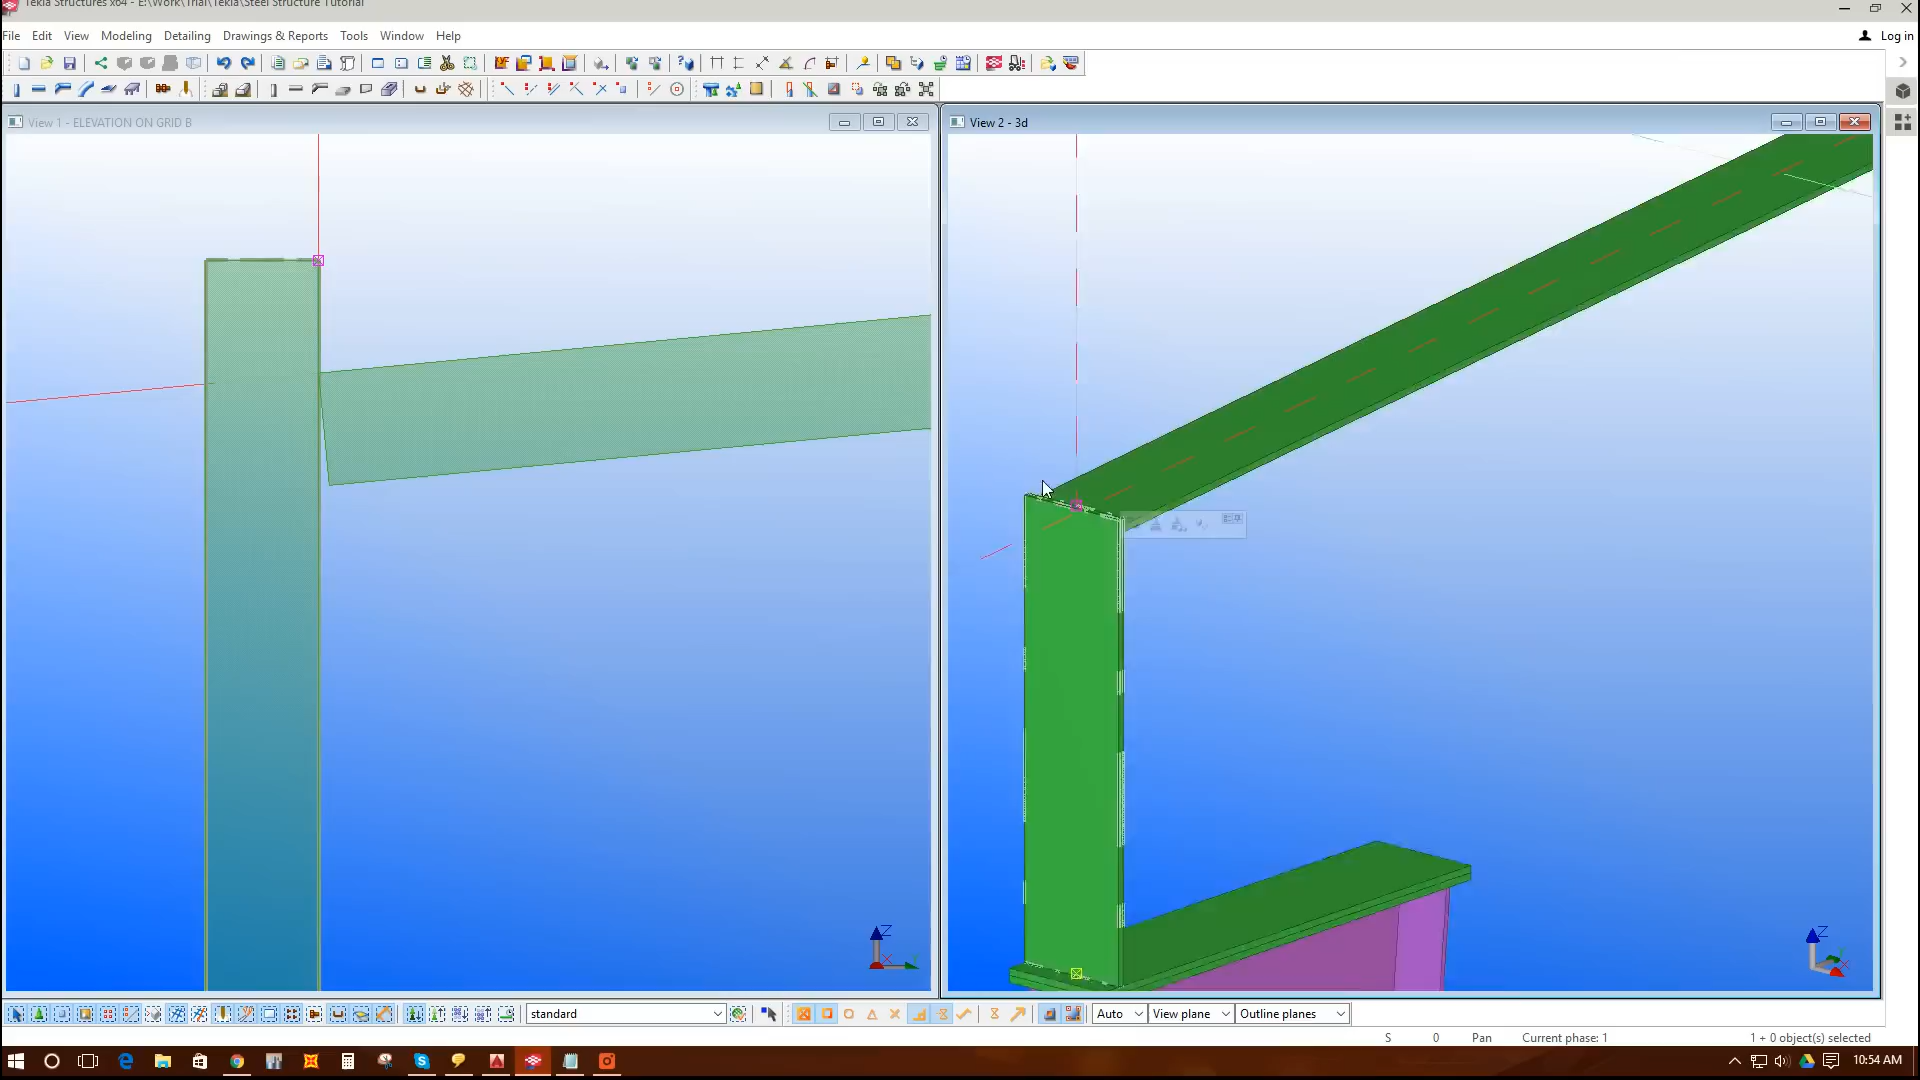 Tekla Structures x64 - E:\Work\Trial\Tekla\Steel Structure Tutorial
File Edit View Modeling Detailing Drawings & Reports Tools Window Help
Log in
View 1 - ELEVATION ON GRID B
View 2 - 3d
Z
X
Z
X
standard
Auto
View plane
Outline planes
S 0 Pan Current phase: 1 1 + 0 object(s) selected
10:54 AM